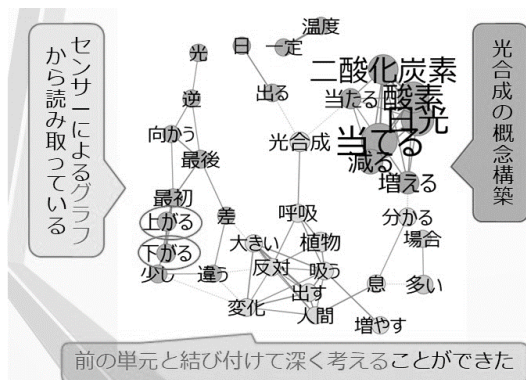 センサーによるグラフ
から読み取っている
光合成の概念構築
温度
日
一定
光
二酸化炭素
出る
当たる
酸素
逆
日光
向かう
光合成
当てる
最後
減る
増える
最初
呼吸
上がる
差
分かる
大きい
植物
場合
下がる
反対
吸う
少し
違う
出す
息
多い
変化
人間
増やす
前の単元と結び付けて深く考えることができた